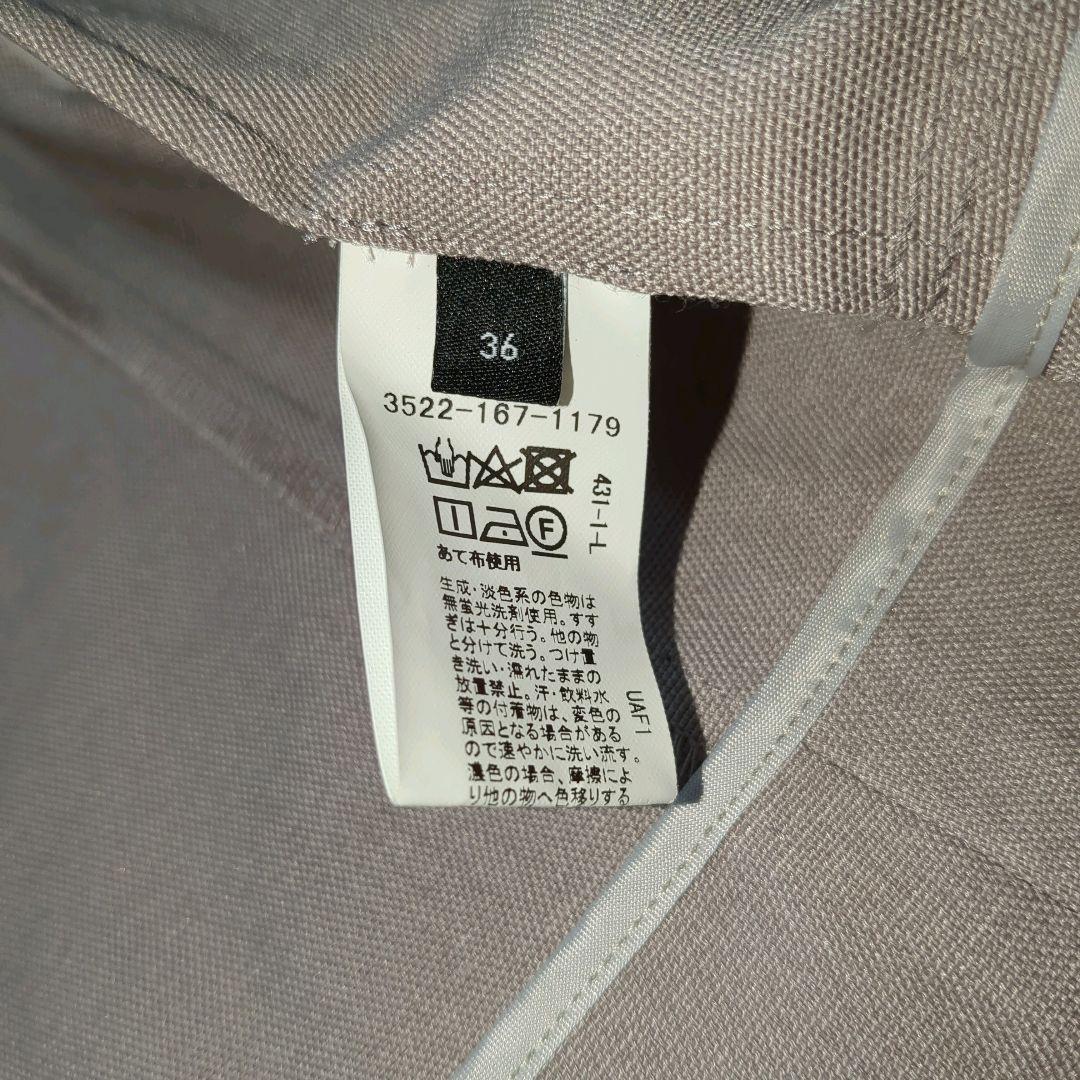 36
3522-167-1179
431-I-L
F
あて布使用
生成・淡色系の色物は
無蛍光洗剤使用。すす
ぎは十分行う。他の物
と分けて洗う。つけ置
き洗い・濡れたままの
放置禁止。汗・飲料水
等の付着物は、変色の
原因となる場合がある
ので速やかに洗い流す。
濃色の場合、摩擦によ
り他の物へ色移りする
UAF1